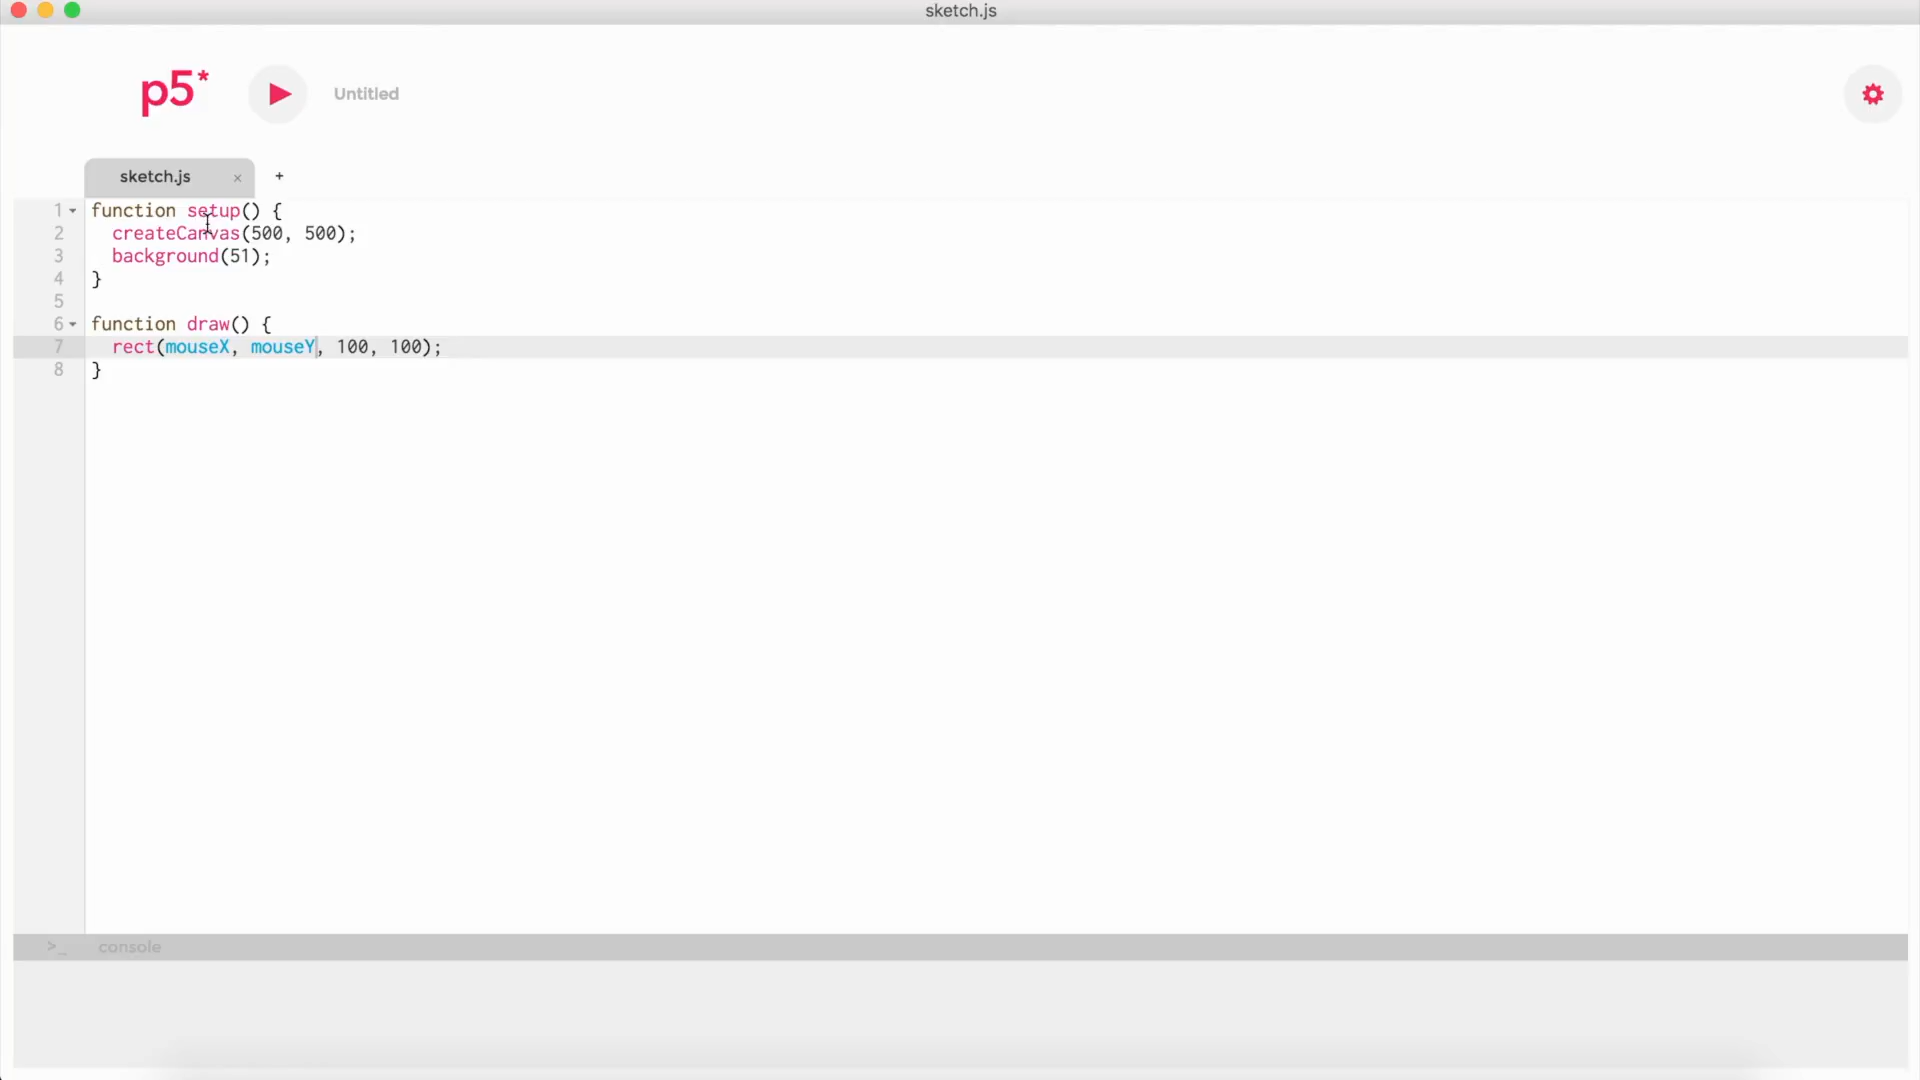 sketch.js
p5*
Untitled
sketch.js × +
1 function setup() {
2   createCanvas(500, 500);
3   background(51);
4 }
5
6 function draw() {
7   rect(mouseX, mouseY, 100, 100);
8 }
>_ console